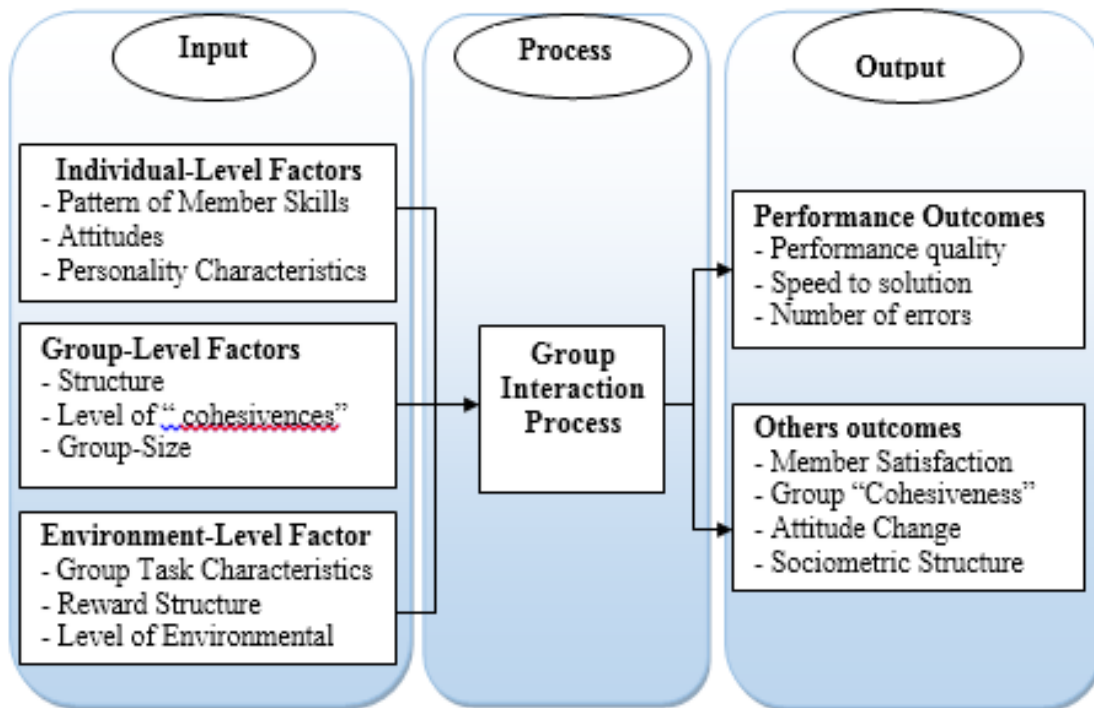 Input
Individual-Level Factors
- Pattern of Member Skills
- Attitudes
- Personality Characteristics
Group-Level Factors
- Structure
- Level of “ cohesivences”
- Group-Size
Environment-Level Factor
- Group Task Characteristics
- Reward Structure
- Level of Environmental
Process
Group
Interaction
Process
Output
Performance Outcomes
- Performance quality
- Speed to solution
- Number of errors
Others outcomes
- Member Satisfaction
- Group “Cohesiveness”
- Attitude Change
- Sociometric Structure